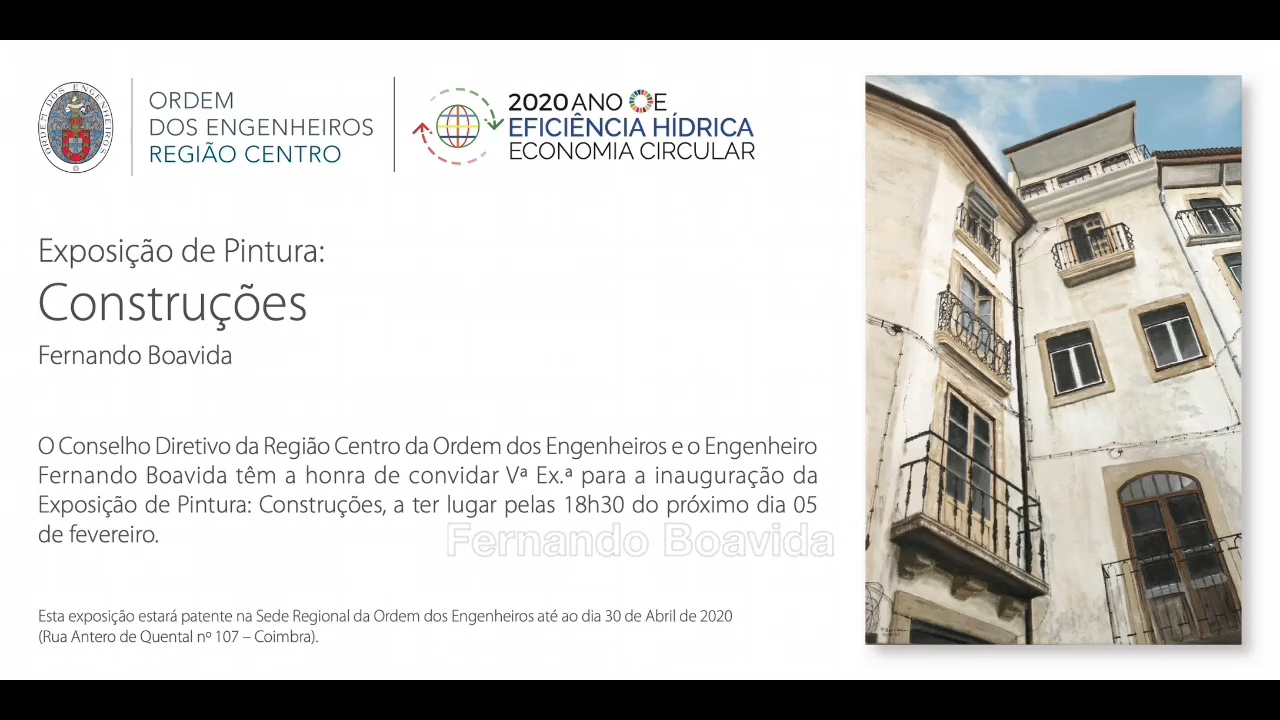 ORDEM DOS ENGENHEIROS
ORDEM
DOS ENGENHEIROS
REGIÃO CENTRO
2020 ANO OE
EFICIÊNCIA HÍDRICA
ECONOMIA CIRCULAR
Exposição de Pintura:
Construções
Fernando Boavida
O Conselho Diretivo da Região Centro da Ordem dos Engenheiros e o Engenheiro
Fernando Boavida têm a honra de convidar Vª Ex.ª para a inauguração da
Exposição de Pintura: Construções, a ter lugar pelas 18h30 do próximo dia 05
de fevereiro.
Fernando Boavida
Esta exposição estará patente na Sede Regional da Ordem dos Engenheiros até ao dia 30 de Abril de 2020
(Rua Antero de Quental nº 107 – Coimbra).